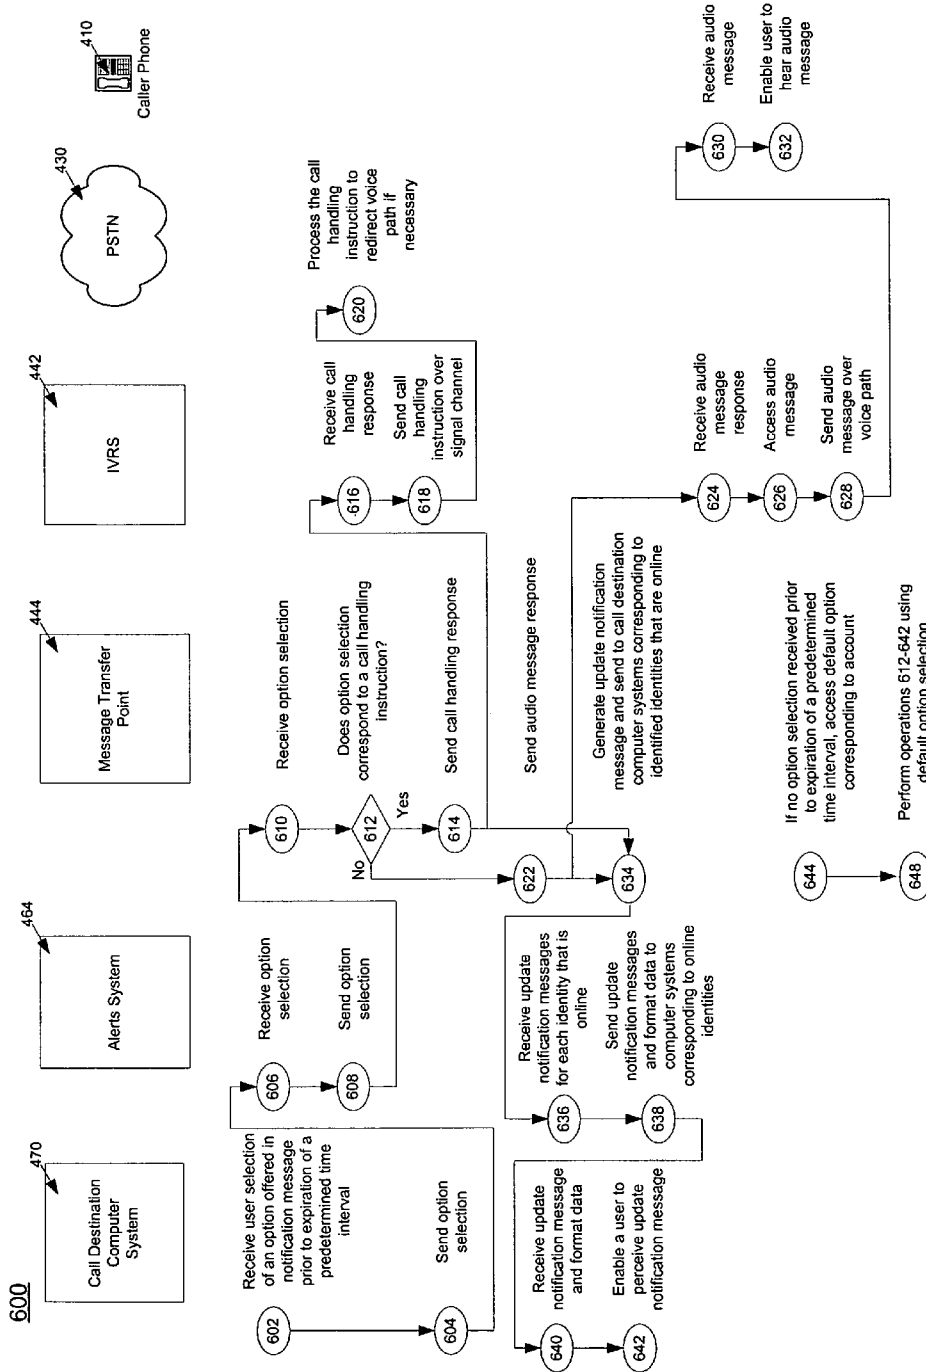 600
470
Call Destination
Computer
System
464
Alerts System
444
Message Transfer
Point
442
IVRS
430
PSTN
410
Caller Phone
602
Receive user selection
of an option offered in
notification message
prior to expiration of a
predetermined time
interval
604
Send option
selection
606
Receive option
selection
608
Send option
selection
610
Receive option selection
612
Does option selection
correspond to a call handling
instruction?
No
Yes
614
Send call handling response
616
Receive call
handling
response
618
Send call
handling
instruction over
signal channel
620
Process the call
handling
instruction to
redirect voice
path if
necessary
622
Send audio message response
624
Receive audio
message
response
626
Access audio
message
628
Send audio
message over
voice path
630
Receive audio
message
632
Enable user to
hear audio
message
634
Generate update notification
message and send to call destination
computer systems corresponding to
identified identities that are online
636
Receive update
notification messages
for each identity that is
online
638
Send update
notification messages
and format data to
computer systems
corresponding to online
identities
640
Receive update
notification message
and format data
642
Enable a user to
perceive update
notification message
644
If no option selection received prior
to expiration of a predetermined
time interval, access default option
corresponding to account
648
Perform operations 612-642 using
default option selection